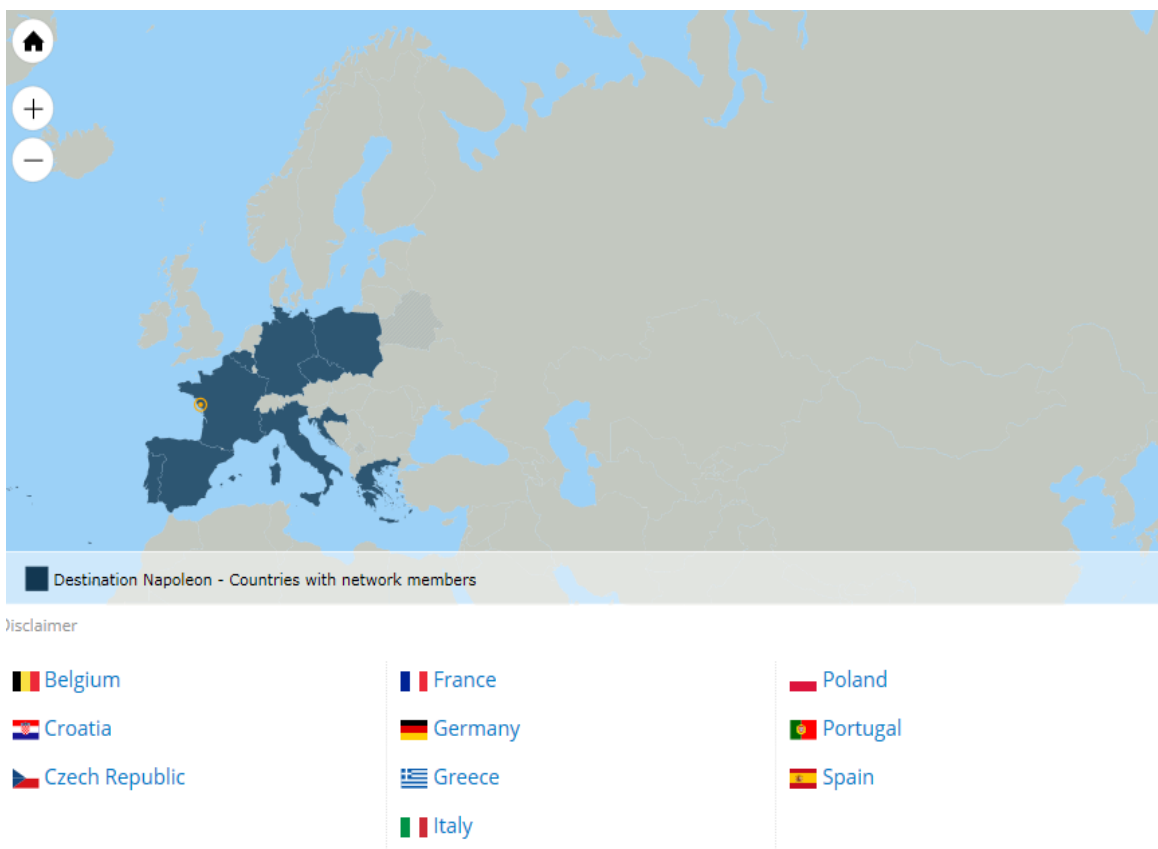 Destination Napoleon - Countries with network members
Disclaimer
Belgium
Croatia
Czech Republic
France
Germany
Greece
Italy
Poland
Portugal
Spain